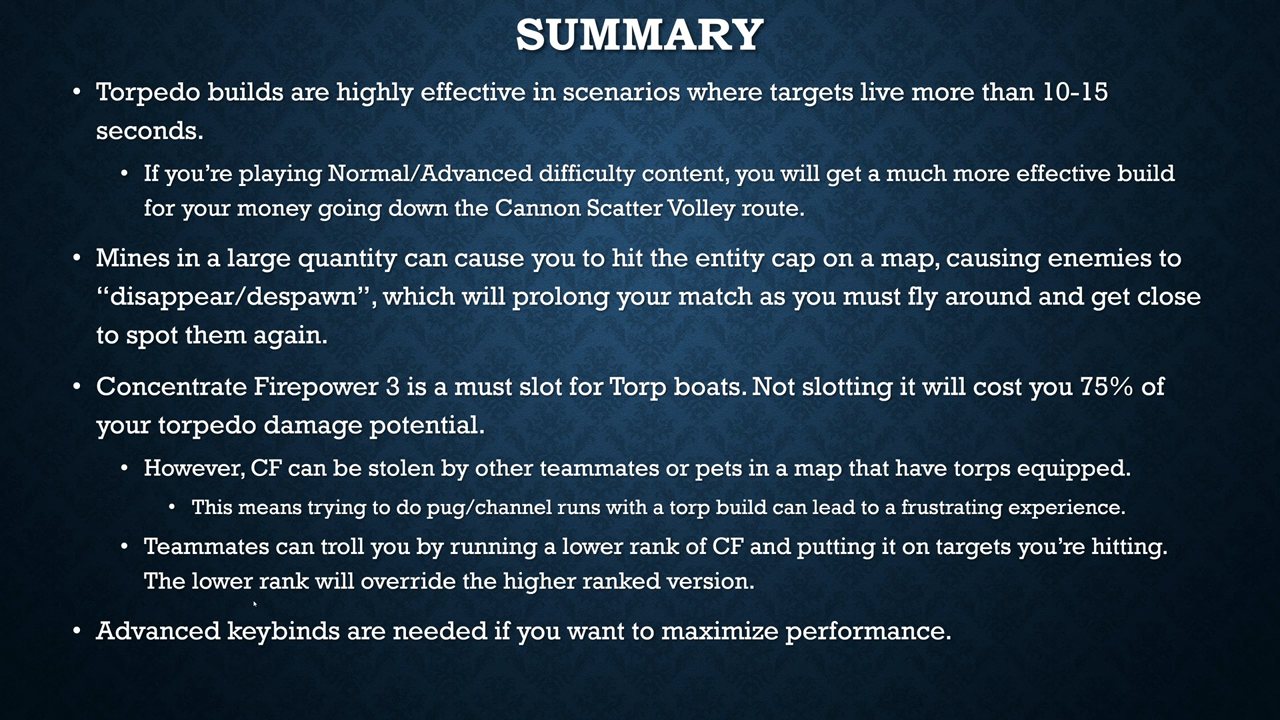 SUMMARY
• Torpedo builds are highly effective in scenarios where targets live more than 10-15
seconds.
• If you’re playing Normal/Advanced difficulty content, you will get a much more effective build
for your money going down the Cannon Scatter Volley route.
• Mines in a large quantity can cause you to hit the entity cap on a map, causing enemies to
“disappear/despawn”, which will prolong your match as you must fly around and get close
to spot them again.
• Concentrate Firepower 3 is a must slot for Torp boats. Not slotting it will cost you 75% of
your torpedo damage potential.
• However, CF can be stolen by other teammates or pets in a map that have torps equipped.
• This means trying to do pug/channel runs with a torp build can lead to a frustrating experience.
• Teammates can troll you by running a lower rank of CF and putting it on targets you’re hitting.
The lower rank will override the higher ranked version.
• Advanced keybinds are needed if you want to maximize performance.